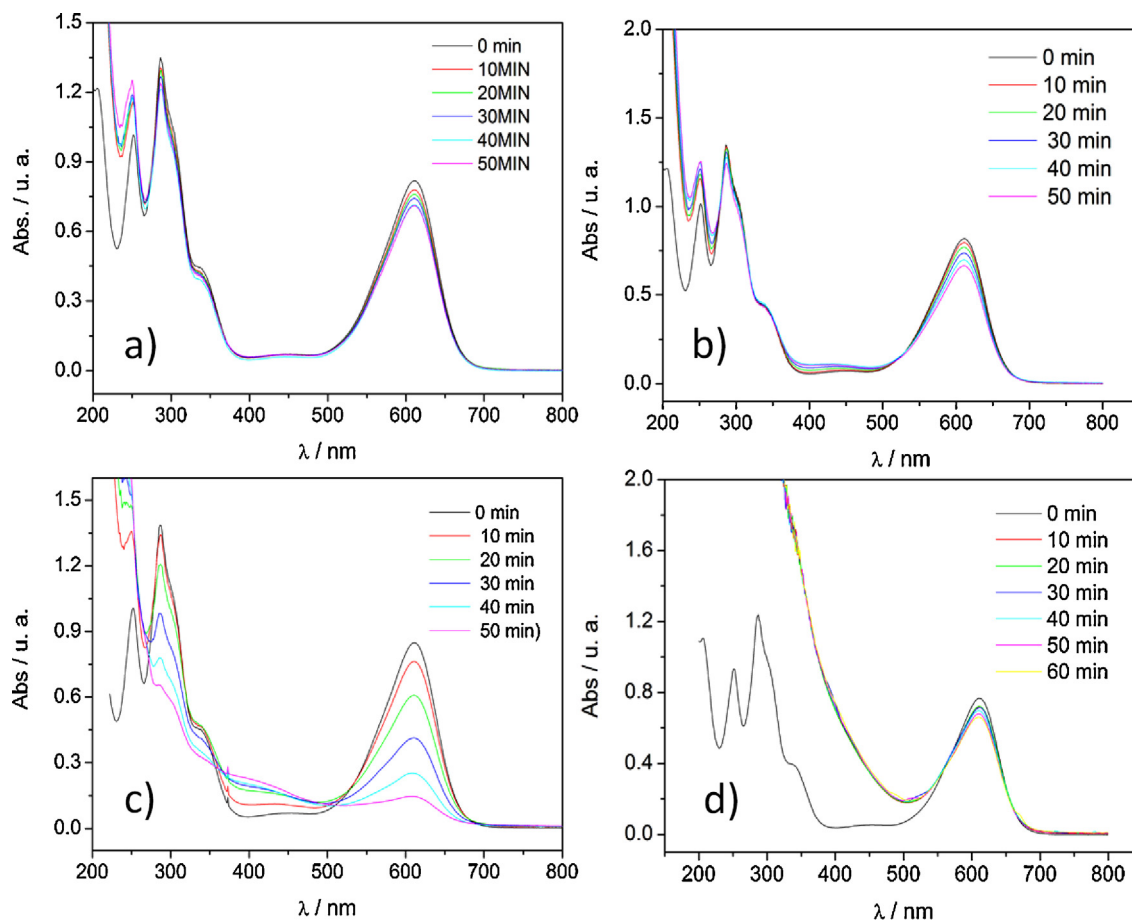 1.5
1.2
0.9
0.6
0.3
0.0
Abs. / u. a.
0 min
10MIN
20MIN
30MIN
40MIN
50MIN
a)
200 300 400 500 600 700 800
λ / nm
2.0
1.5
1.0
0.5
0.0
Abs / u. a.
0 min
10 min
20 min
30 min
40 min
50 min
b)
200 300 400 500 600 700 800
λ / nm
1.5
1.2
0.9
0.6
0.3
0.0
Abs / u. a.
0 min
10 min
20 min
30 min
40 min
50 min)
c)
200 300 400 500 600 700 800
λ / nm
2.0
1.6
1.2
0.8
0.4
0.0
Abs / u. a.
0 min
10 min
20 min
30 min
40 min
50 min
60 min
d)
200 300 400 500 600 700 800
λ / nm